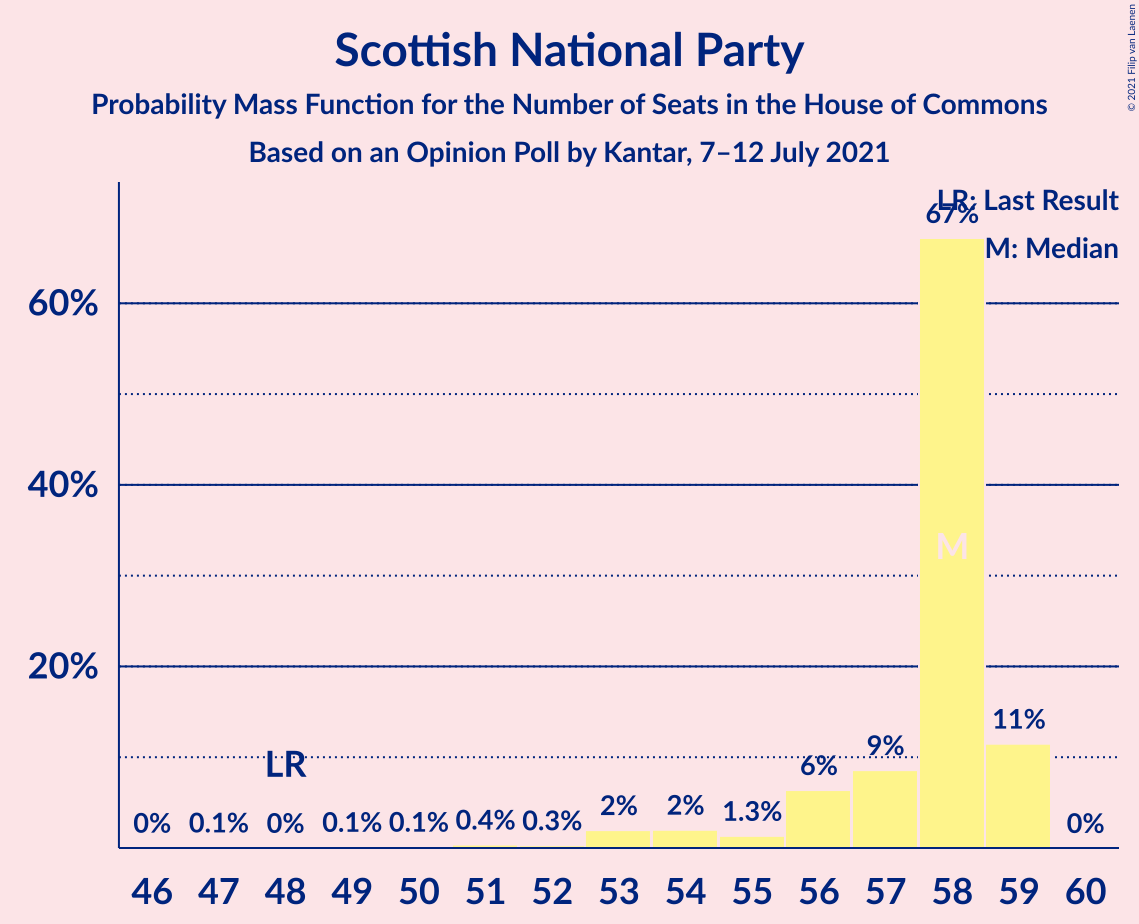 Scottish National Party
Probability Mass Function for the Number of Seats in the House of Commons
Based on an Opinion Poll by Kantar, 7–12 July 2021
© 2021 Filip van Laenen
LR: Last Result
M: Median
60%
40%
20%
LR
M
0% 0.1% 0% 0.1% 0.1% 0.4% 0.3% 2% 2% 1.3% 6% 9% 67% 11% 0%
46 47 48 49 50 51 52 53 54 55 56 57 58 59 60